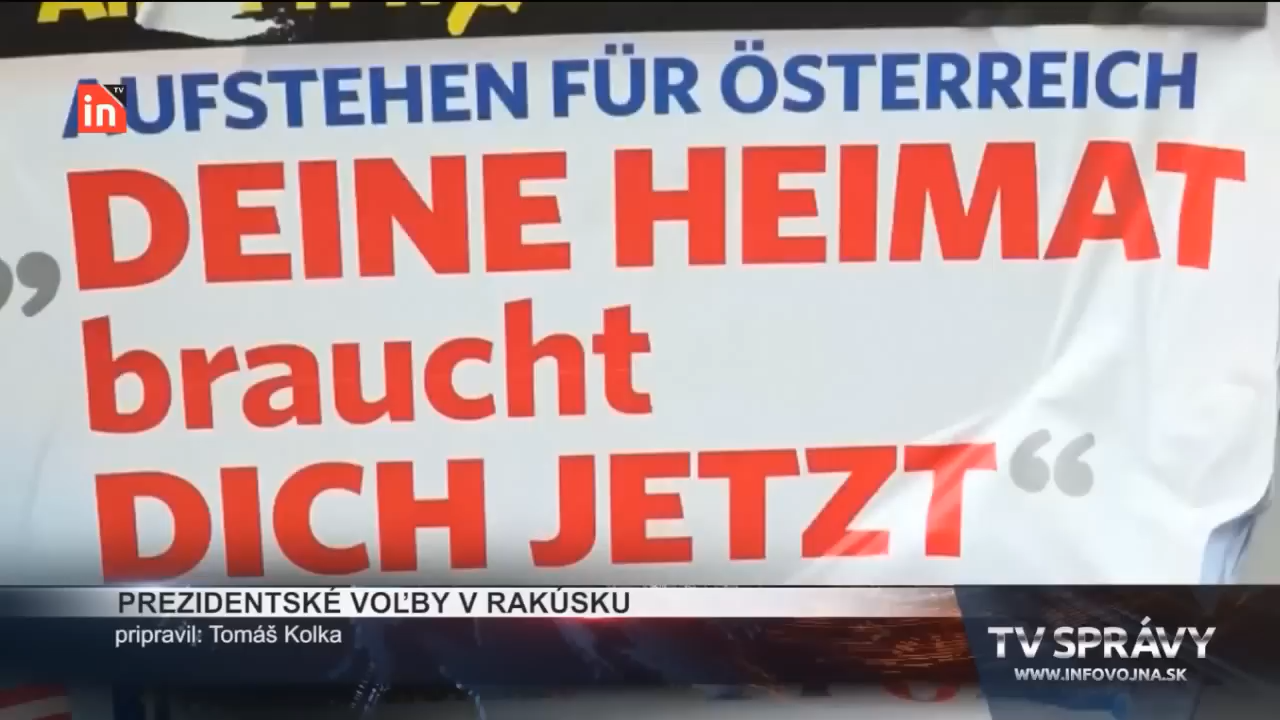 AUFSTEHEN FÜR ÖSTERREICH
in TV
„DEINE HEIMAT
braucht
DICH JETZT“
PREZIDENTSKÉ VOĽBY V RAKÚSKU
pripravil: Tomáš Kolka
TV SPRÁVY
WWW.INFOVOJNA.SK